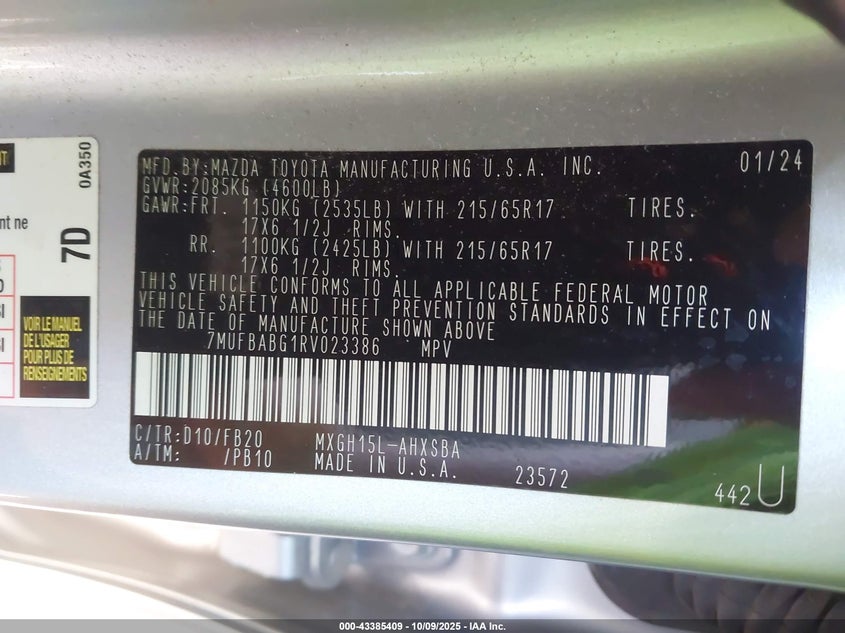 0A350
7D
nt ne
VOIR LE MANUEL
DU PASSAGER
POUR PLUS DE
RENSEIGNEMENTS
MFD.BY:MAZDA TOYOTA MANUFACTURING U.S.A. INC. 01/24
GVWR:2085KG (4600LB)
GAWR:FRT. 1150KG (2535LB) WITH 215/65R17 TIRES.
17X6 1/2J RIMS.
RR. 1100KG (2425LB) WITH 215/65R17 TIRES.
17X6 1/2J RIMS.
THIS VEHICLE CONFORMS TO ALL APPLICABLE FEDERAL MOTOR
VEHICLE SAFETY AND THEFT PREVENTION STANDARDS IN EFFECT ON
THE DATE OF MANUFACTURE SHOWN ABOVE
7MUFBABG1RV023386 MPV
C/TR:D10/FB20 MXGH15L-AHXSBA
A/TM: /PB10 MADE IN U.S.A. 23572
442U
000-43385409 - 10/09/2025 - IAA Inc.